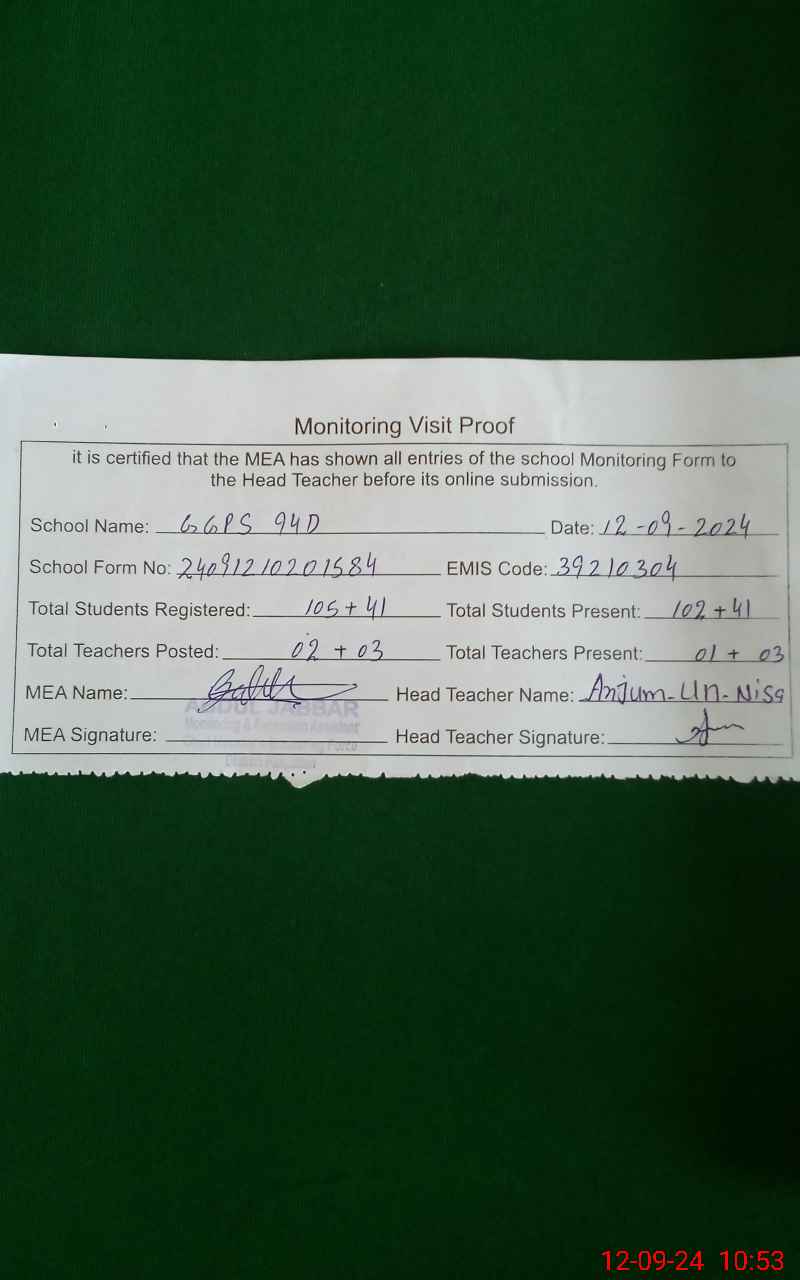 Monitoring Visit Proof
it is certified that the MEA has shown all entries of the school Monitoring Form to
the Head Teacher before its online submission.
School Name: GGPS 94D Date: 12-09-2024
School Form No: 24091210201584 EMIS Code: 39210304
Total Students Registered: 105+41 Total Students Present: 102+41
Total Teachers Posted: 02 + 03 Total Teachers Present: 01 + 03
MEA Name: Head Teacher Name: Anjum-Un-Nisa
ABDUL JABBAR
MEA Signature: Head Teacher Signature:
12-09-24 10:53